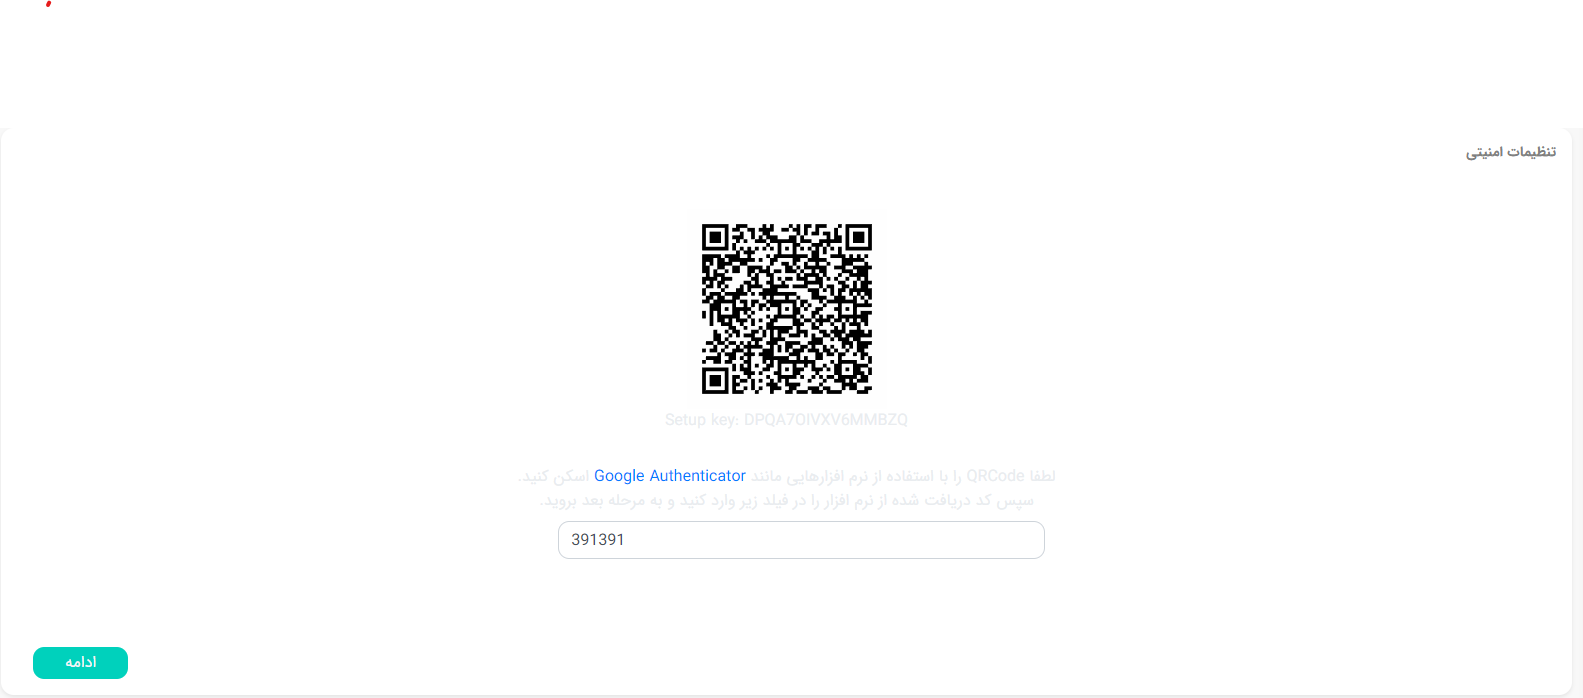 تنظیمات امنیتی
Setup key: DPQA7OIVXV6MMBZQ
لطفا QRCode را با استفاده از نرم افزارهایی مانند Google Authenticator اسکن کنید.
سپس کد دریافت شده از نرم افزار را در فیلد زیر وارد کنید و به مرحله بعد بروید.
391391
ادامه